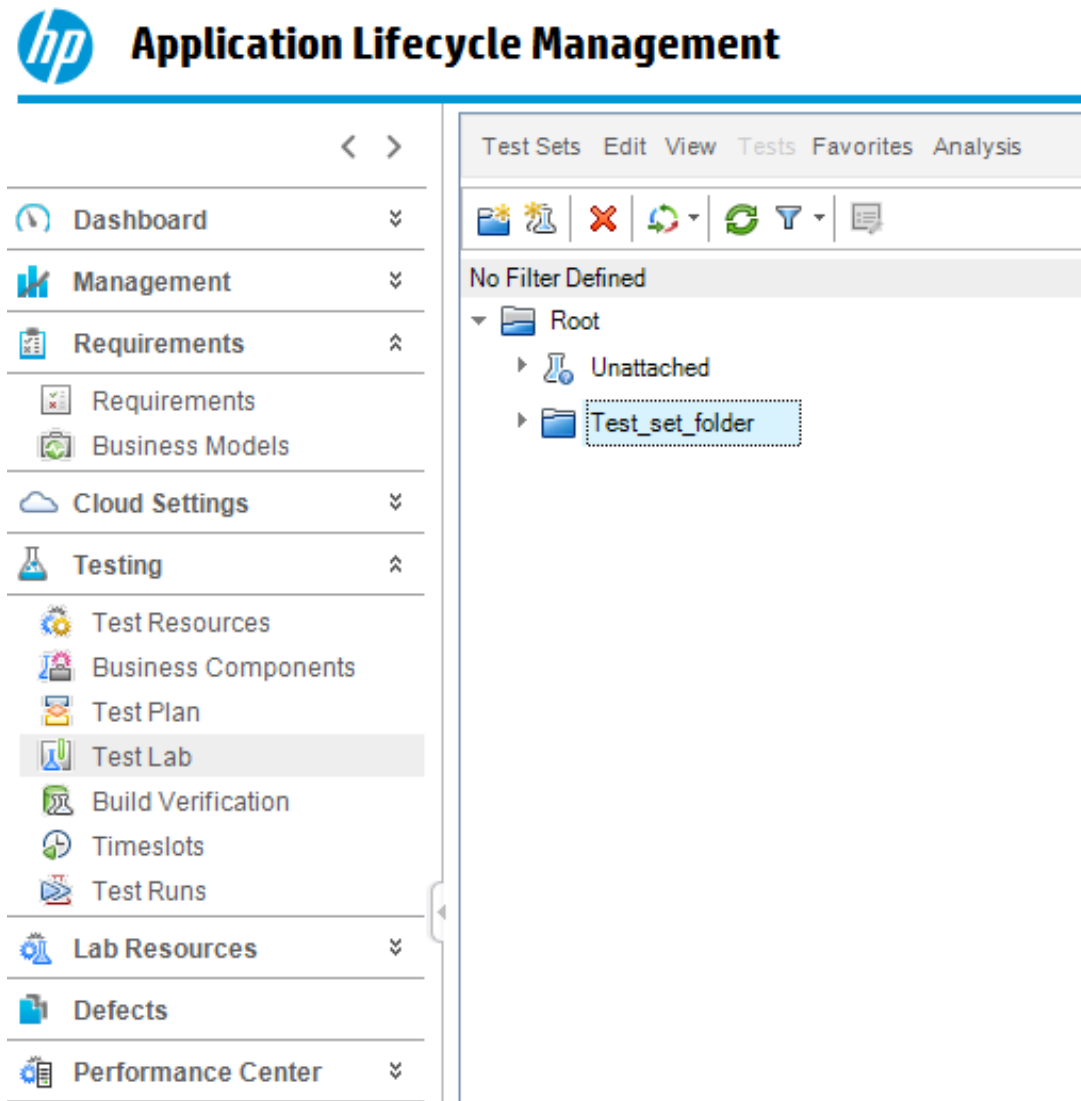 hp Application Lifecycle Management
Test Sets Edit View Tests Favorites Analysis
No Filter Defined
Root
Unattached
Test_set_folder
Dashboard
Management
Requirements
Requirements
Business Models
Cloud Settings
Testing
Test Resources
Business Components
Test Plan
Test Lab
Build Verification
Timeslots
Test Runs
Lab Resources
Defects
Performance Center